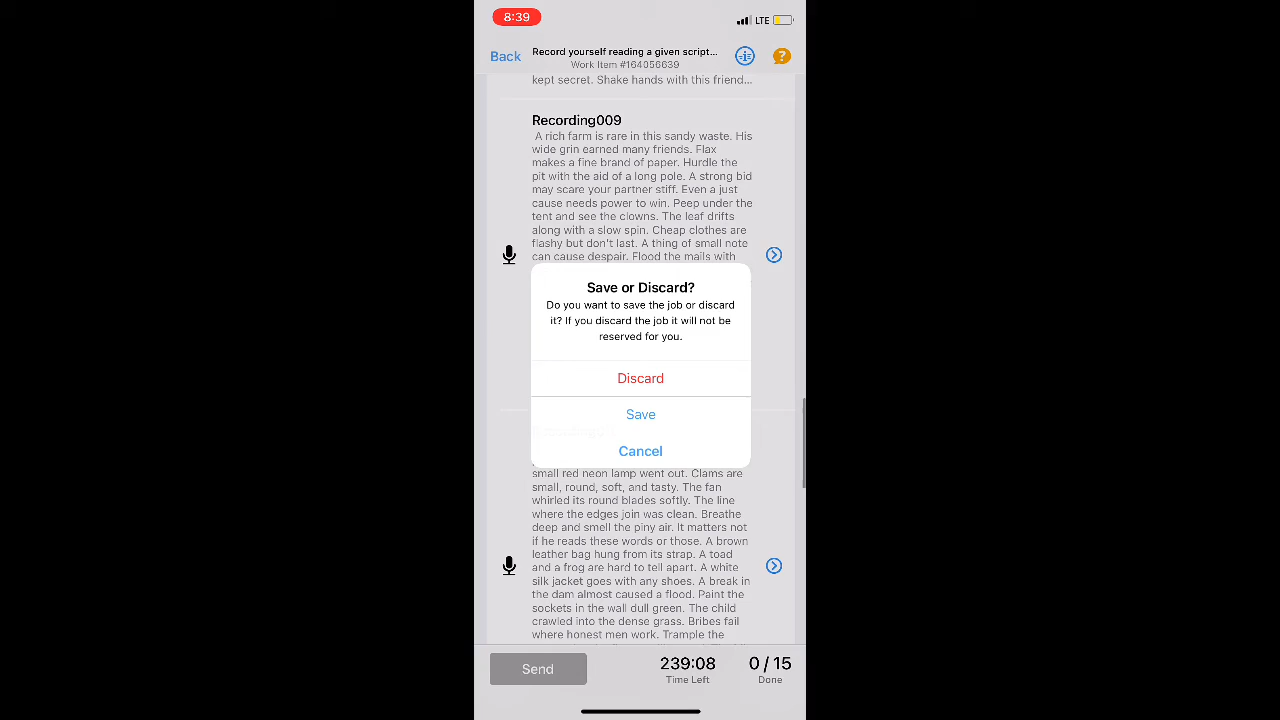 8:39
LTE
Back
Record yourself reading a given script...
Work Item #164056639
?
kept secret. Shake hands with this friend...
Recording009
A rich farm is rare in this sandy waste. His
wide grin earned many friends. Flax
makes a fine brand of paper. Hurdle the
pit with the aid of a long pole. A strong bid
may scare your partner stiff. Even a just
cause needs power to win. Peep under the
tent and see the clowns. The leaf drifts
along with a slow spin. Cheap clothes are
flashy but don't last. A thing of small note
can cause despair. Flood the mails with
Save or Discard?
Do you want to save the job or discard
it? If you discard the job it will not be
reserved for you.
Discard
Save
Cancel
small red neon lamp went out. Clams are
small, round, soft, and tasty. The fan
whirled its round blades softly. The line
where the edges join was clean. Breathe
deep and smell the piny air. It matters not
if he reads these words or those. A brown
leather bag hung from its strap. A toad
and a frog are hard to tell apart. A white
silk jacket goes with any shoes. A break in
the dam almost caused a flood. Paint the
sockets in the wall dull green. The child
crawled into the dense grass. Bribes fail
where honest men work. Trample the
Send
239:08
Time Left
0 / 15
Done